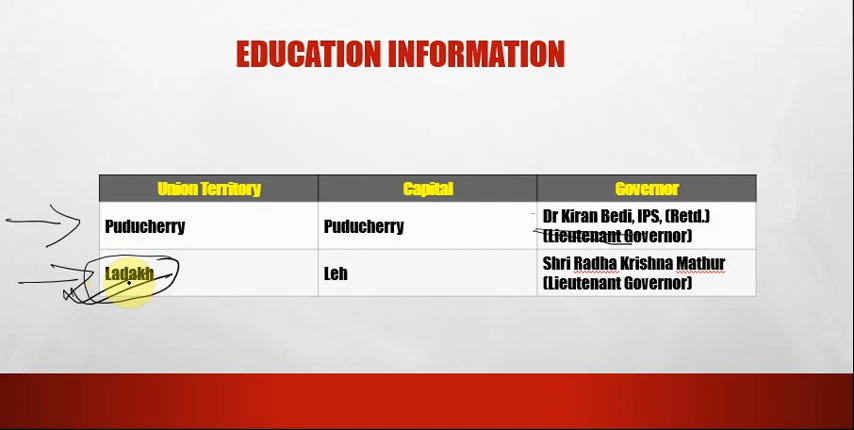 EDUCATION INFORMATION
Union Territory Capital Governor
Puducherry Puducherry Dr Kiran Bedi, IPS, (Retd.)
(Lieutenant Governor)
Ladakh Leh Shri Radha Krishna Mathur
(Lieutenant Governor)